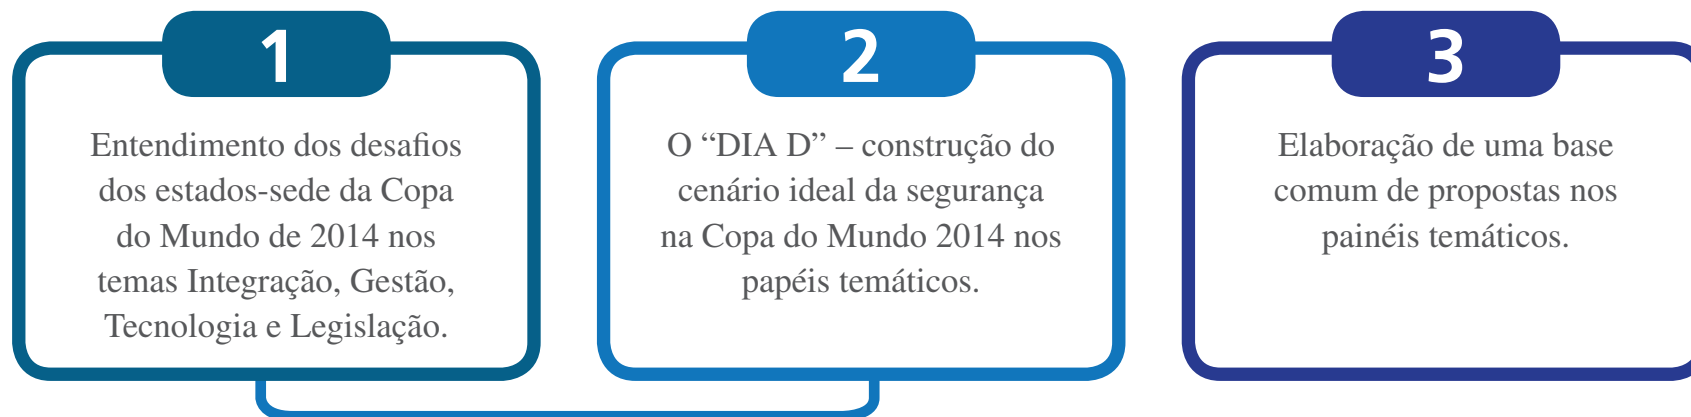 1
Entendimento dos desafios
dos estados-sede da Copa
do Mundo de 2014 nos
temas Integração, Gestão,
Tecnologia e Legislação.
2
O “DIA D” – construção do
cenário ideal da segurança
na Copa do Mundo 2014 nos
papéis temáticos.
3
Elaboração de uma base
comum de propostas nos
painéis temáticos.